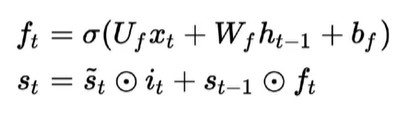 f_t = σ(U_f x_t + W_f h_{t−1} + b_f)
s_t = s̃_t ⊙ i_t + s_{t−1} ⊙ f_t